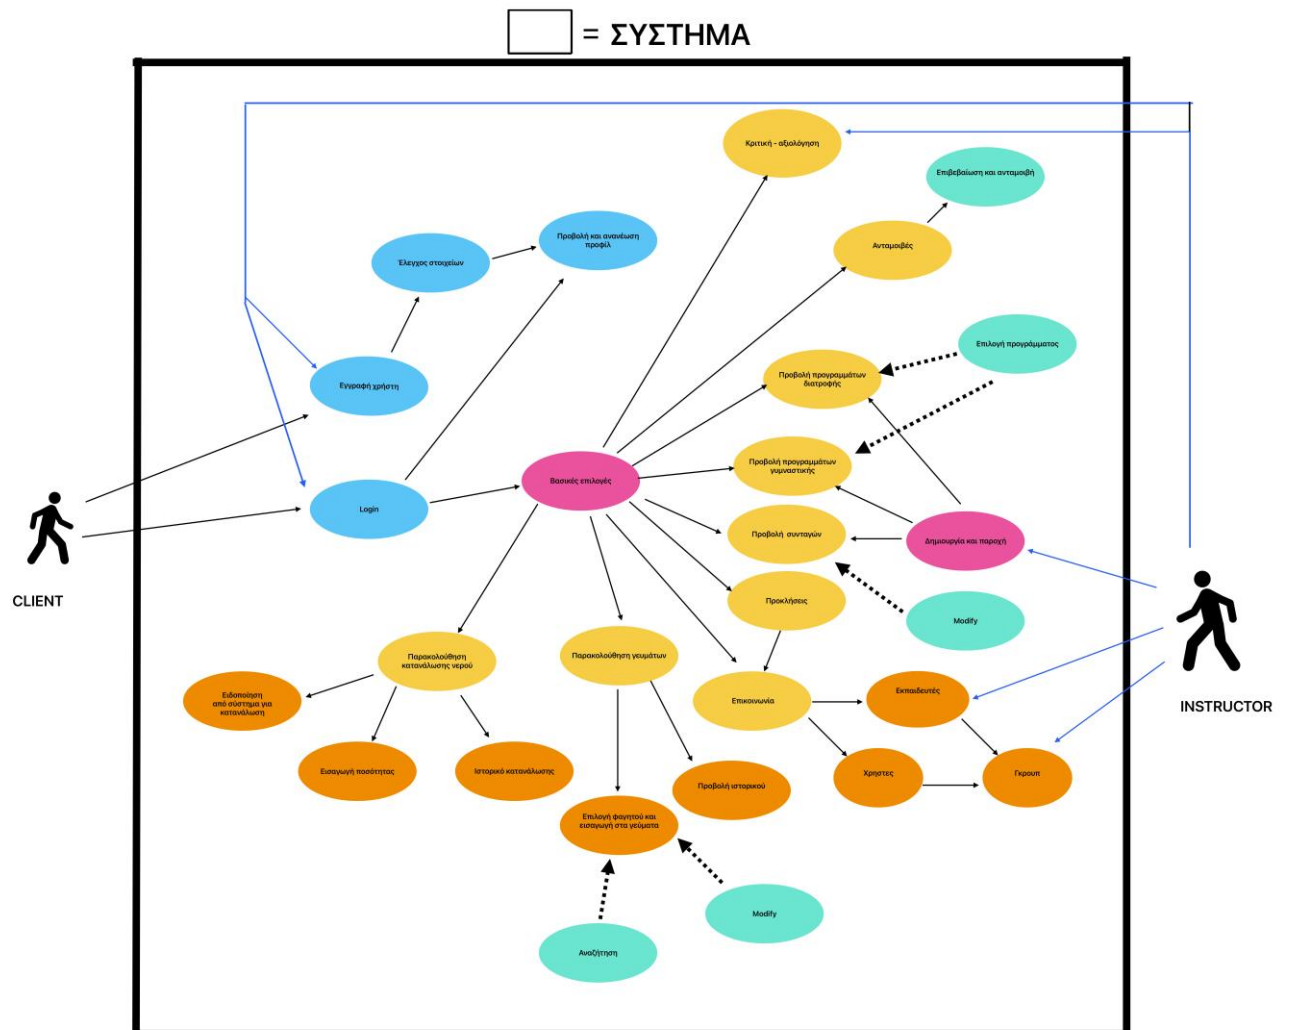 = ΣΥΣΤΗΜΑ
Κριτική - αξιολόγηση
Επιβεβαίωση και ανταμοιβή
Προβολή και ανανέωση
προφίλ
Ανταμοιβές
Έλεγχος στοιχείων
Επιλογή προγράμματος
Προβολή προγραμμάτων
διατροφής
Εγγραφή χρήστη
Προβολή προγραμμάτων
γυμναστικής
Βασικές επιλογές
Login
Προβολή συνταγών
Δημιουργία και παροχή
CLIENT
Προκλήσεις
Modify
Παρακολούθηση
κατανάλωσης νερού
Παρακολούθηση γευμάτων
Ειδοποίηση
από σύστημα για
κατανάλωση
Επικοινωνία
Εκπαιδευτές
INSTRUCTOR
Εισαγωγή ποσότητας
Ιστορικό κατανάλωσης
Προβολή ιστορικού
Χρηστες
Γκρουπ
Επιλογή φαγητού και
εισαγωγή στα γεύματα
Modify
Αναζήτηση